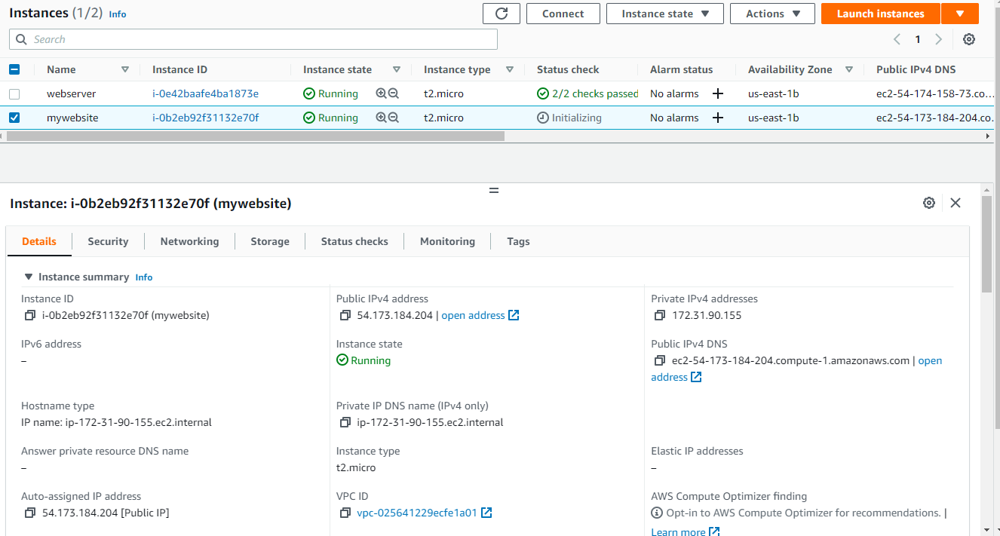 Instances (1/2) Info
Connect
Instance state
Actions
Launch instances
Search
1
Name Instance ID Instance state Instance type Status check Alarm status Availability Zone Public IPv4 DNS
webserver i-0e42baafe4ba1873e Running t2.micro 2/2 checks passed No alarms us-east-1b ec2-54-174-158-73.co...
mywebsite i-0b2eb92f31132e70f Running t2.micro Initializing No alarms us-east-1b ec2-54-173-184-204.co.
Instance: i-0b2eb92f31132e70f (mywebsite)
Details Security Networking Storage Status checks Monitoring Tags
Instance summary Info
Instance ID
i-0b2eb92f31132e70f (mywebsite)
Public IPv4 address
54.173.184.204 | open address
Private IPv4 addresses
172.31.90.155
IPv6 address
–
Instance state
Running
Public IPv4 DNS
ec2-54-173-184-204.compute-1.amazonaws.com | open
address
Hostname type
IP name: ip-172-31-90-155.ec2.internal
Private IP DNS name (IPv4 only)
ip-172-31-90-155.ec2.internal
Answer private resource DNS name
–
Instance type
t2.micro
Elastic IP addresses
–
Auto-assigned IP address
54.173.184.204 [Public IP]
VPC ID
vpc-025641229ecfe1a01
AWS Compute Optimizer finding
Opt-in to AWS Compute Optimizer for recommendations. |
Learn more